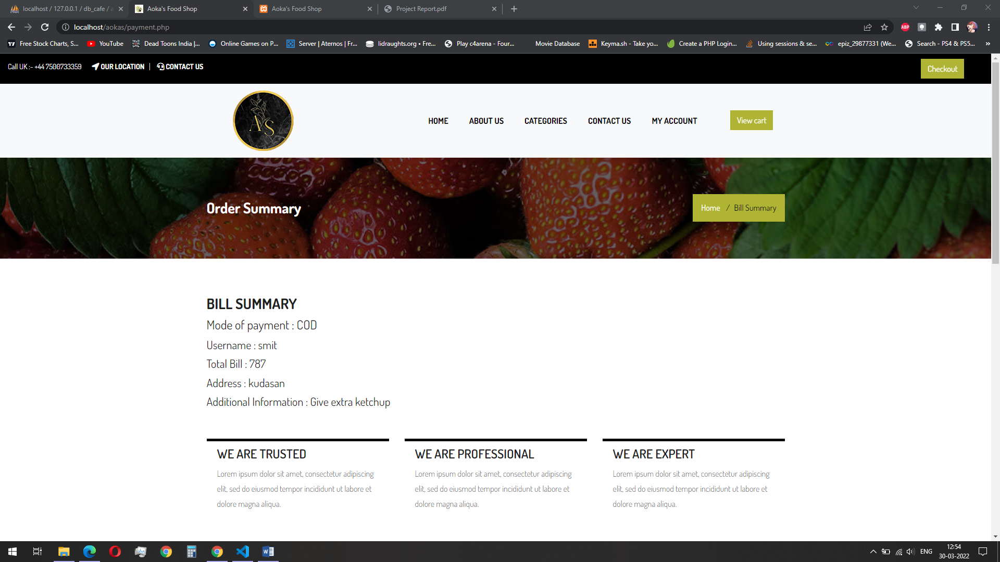 localhost / 127.0.0.1 / db_cafe / a
Aoka's Food Shop
Aoka's Food Shop
Project Report.pdf
localhost/aokas/payment.php
ABP
Free Stock Charts, S...
YouTube
Dead Toons India |...
Online Games on P...
Server | Aternos | Fr...
lidraughts.org • Fre...
Play c4arena - Four...
Movie Database
Keyma.sh - Take yo...
Create a PHP Login...
Using sessions & se...
epiz_29877331 (We...
Search - PS4 & PS5...
Call UK :- +44 7500733359
OUR LOCATION |
CONTACT US
Checkout
AS
HOME
ABOUT US
CATEGORIES
CONTACT US
MY ACCOUNT
View cart
Order Summary
Home / Bill Summary
BILL SUMMARY
Mode of payment : COD
Username : smit
Total Bill : 787
Address : kudasan
Additional Information : Give extra ketchup
WE ARE TRUSTED
Lorem ipsum dolor sit amet, consectetur adipiscing
elit, sed do eiusmod tempor incididunt ut labore et
dolore magna aliqua.
WE ARE PROFESSIONAL
Lorem ipsum dolor sit amet, consectetur adipiscing
elit, sed do eiusmod tempor incididunt ut labore et
dolore magna aliqua.
WE ARE EXPERT
Lorem ipsum dolor sit amet, consectetur adipiscing
elit, sed do eiusmod tempor incididunt ut labore et
dolore magna aliqua.
ENG
12:54
30-03-2022